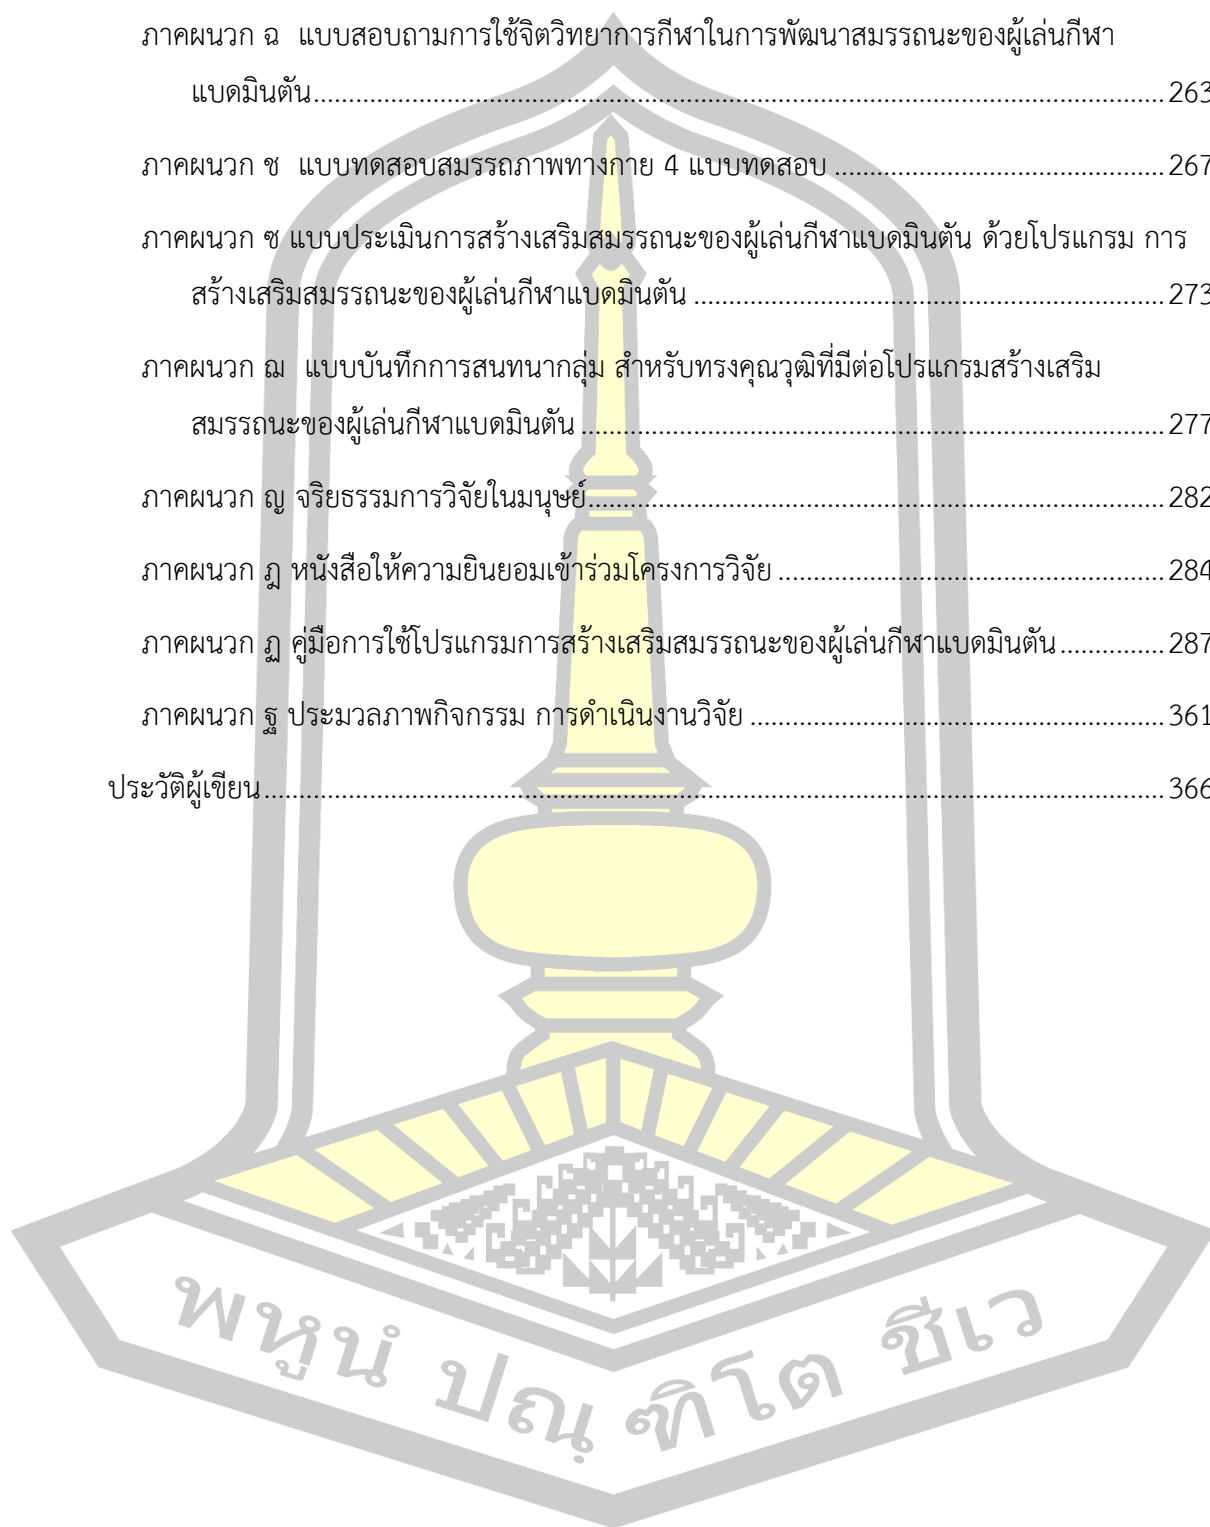 ภาคผนวก ฉ  แบบสอบถามการใช้จิตวิทยาการกีฬาในการพัฒนาสมรรถนะของผู้เล่นกีฬา
แบดมินตัน.......................................................................................................................... 263
ภาคผนวก ช  แบบทดสอบสมรรถภาพทางกาย 4 แบบทดสอบ ............................................... 267
ภาคผนวก ซ แบบประเมินการสร้างเสริมสมรรถนะของผู้เล่นกีฬาแบดมินตัน ด้วยโปรแกรม การ
สร้างเสริมสมรรถนะของผู้เล่นกีฬาแบดมินตัน ................................................................... 273
ภาคผนวก ฌ  แบบบันทึกการสนทนากลุ่ม สำหรับทรงคุณวุฒิที่มีต่อโปรแกรมสร้างเสริม
สมรรถนะของผู้เล่นกีฬาแบดมินตัน ................................................................................... 277
ภาคผนวก ญ จริยธรรมการวิจัยในมนุษย์.................................................................................. 282
ภาคผนวก ฎ หนังสือให้ความยินยอมเข้าร่วมโครงการวิจัย ....................................................... 284
ภาคผนวก ฏ คู่มือการใช้โปรแกรมการสร้างเสริมสมรรถนะของผู้เล่นกีฬาแบดมินตัน ............... 287
ภาคผนวก ฐ ประมวลภาพกิจกรรม การดำเนินงานวิจัย ........................................................... 361
ประวัติผู้เขียน................................................................................................................................ 366
พหูนํ ปณฺฑิโต ชีเว